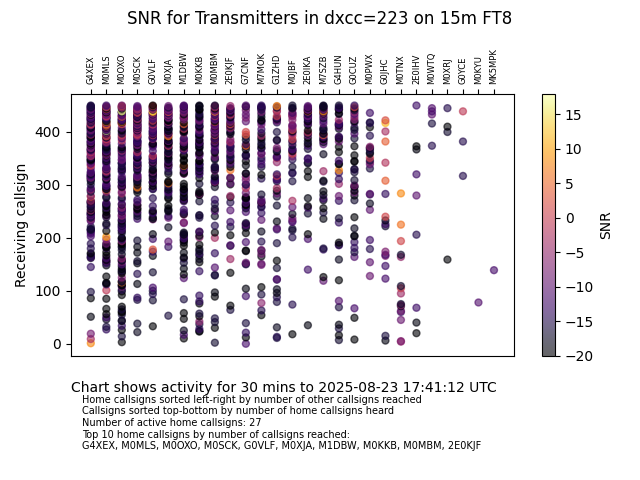 SNR for Transmitters in dxcc=223 on 15m FT8
G4XEX M0MLS M0OXO M0SCK G0VLF M0XJA M1DBW M0KKB M0MBM 2E0KJF G7CNF M7MOK G1ZHD M0JBF 2E0IKA M7SZB G4HUN G0CUZ M0PWX G0JHC M0TNX 2E0IHV M0WTQ M0XRJ G0YCE M0KYU MK5MPK
400
300
200
100
0
Receiving callsign
15
10
5
0
−5
−10
−15
−20
SNR
Chart shows activity for 30 mins to 2025-08-23 17:41:12 UTC
Home callsigns sorted left-right by number of other callsigns reached
Callsigns sorted top-bottom by number of home callsigns heard
Number of active home callsigns: 27
Top 10 home callsigns by number of callsigns reached:
G4XEX, M0MLS, M0OXO, M0SCK, G0VLF, M0XJA, M1DBW, M0KKB, M0MBM, 2E0KJF